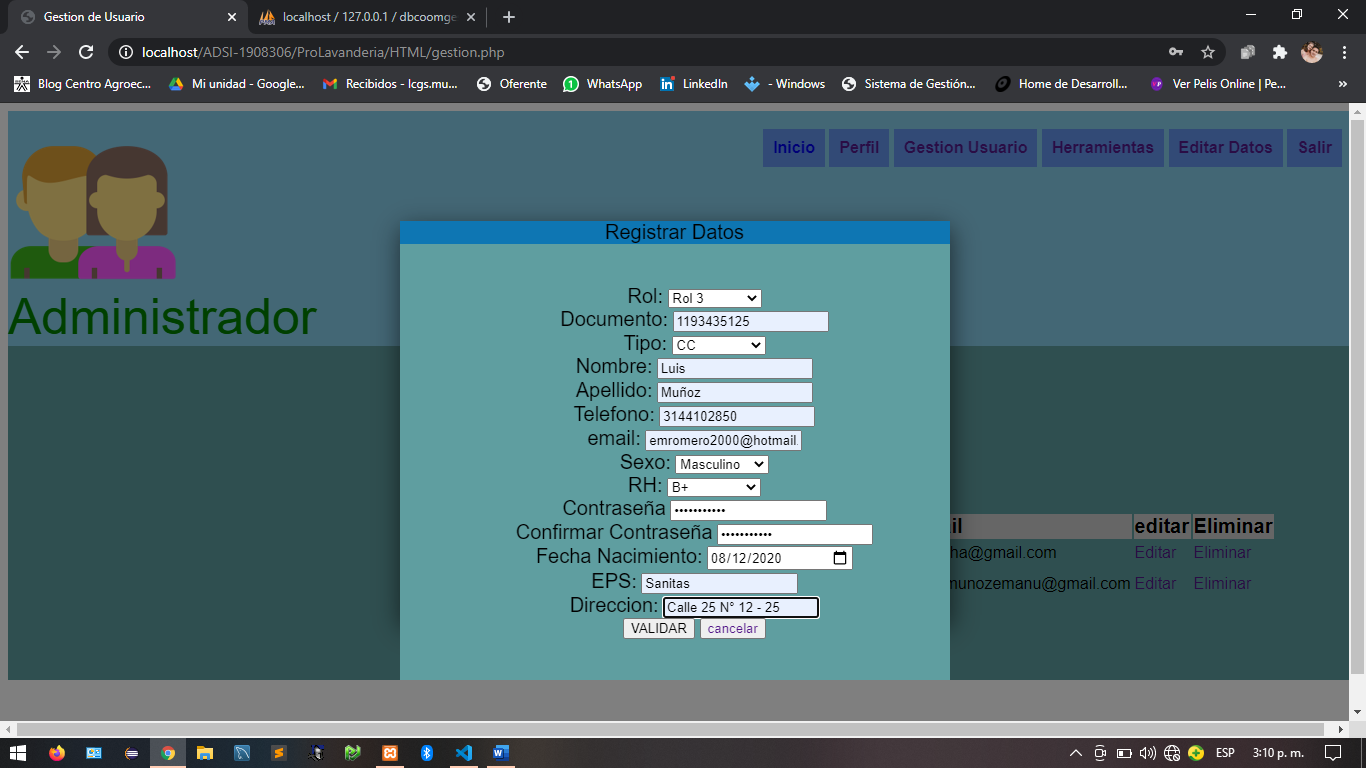 Gestion de Usuario
localhost / 127.0.0.1 / dbcoomge
localhost/ADSI-1908306/ProLavanderia/HTML/gestion.php
Blog Centro Agroec...
Mi unidad - Google...
Recibidos - lcgs.mu...
Oferente
WhatsApp
LinkedIn
- Windows
Sistema de Gestión...
Home de Desarroll...
Ver Pelis Online | Pe...
»
Inicio
Perfil
Gestion Usuario
Herramientas
Editar Datos
Salir
Administrador
Registrar Datos
Rol: Rol 3
Documento: 1193435125
Tipo: CC
Nombre: Luis
Apellido: Muñoz
Telefono: 3144102850
email: emromero2000@hotmail.
Sexo: Masculino
RH: B+
Contraseña •••••••••••
Confirmar Contraseña •••••••••••
Fecha Nacimiento: 08/12/2020
EPS: Sanitas
Direccion: Calle 25 N° 12 - 25
VALIDAR cancelar
il editar Eliminar
ha@gmail.com Editar Eliminar
munozemanu@gmail.com Editar Eliminar
ESP
3:10 p. m.